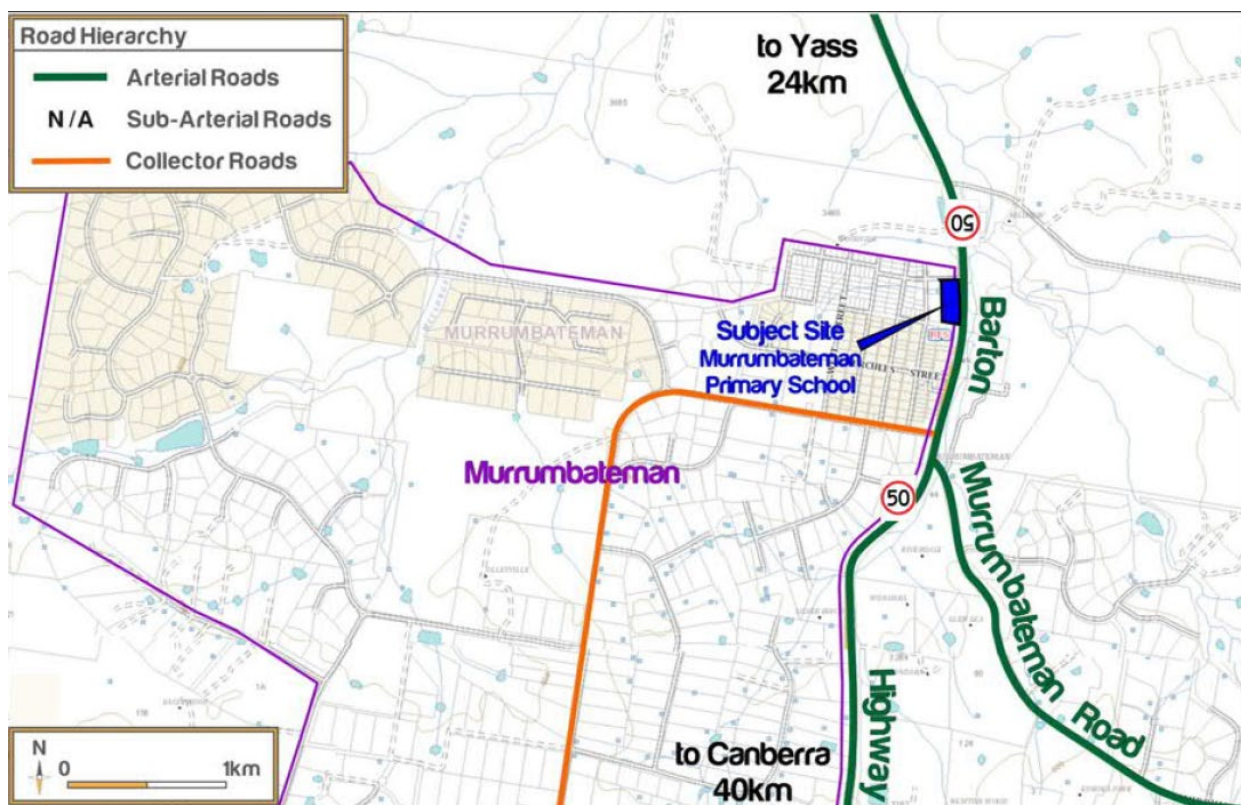 Road Hierarchy
Arterial Roads
N/A Sub-Arterial Roads
Collector Roads
to Yass
24km
50
Barton
MURRUMBATEMAN
Subject Site
Murrumbateman
Primary School
Murrumbateman
50
Murrumbateman Road
Highway
to Canberra
40km
N
0 1km